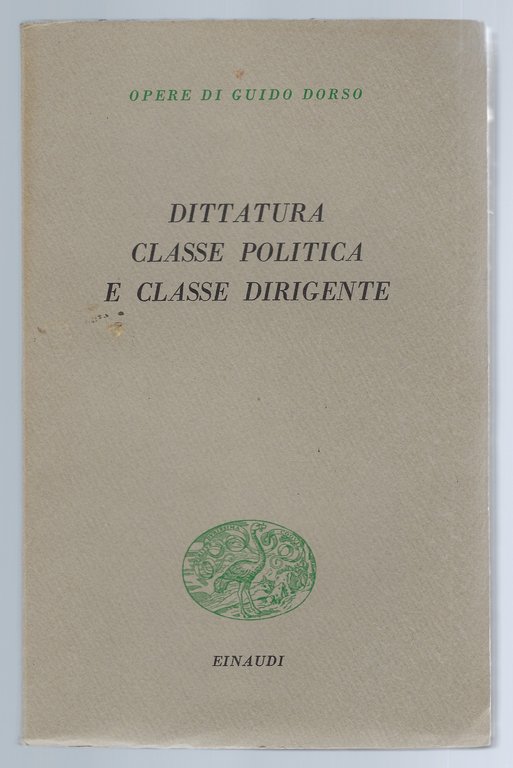 OPERE DI GUIDO DORSO
DITTATURA
CLASSE POLITICA
E CLASSE DIRIGENTE
EINAUDI